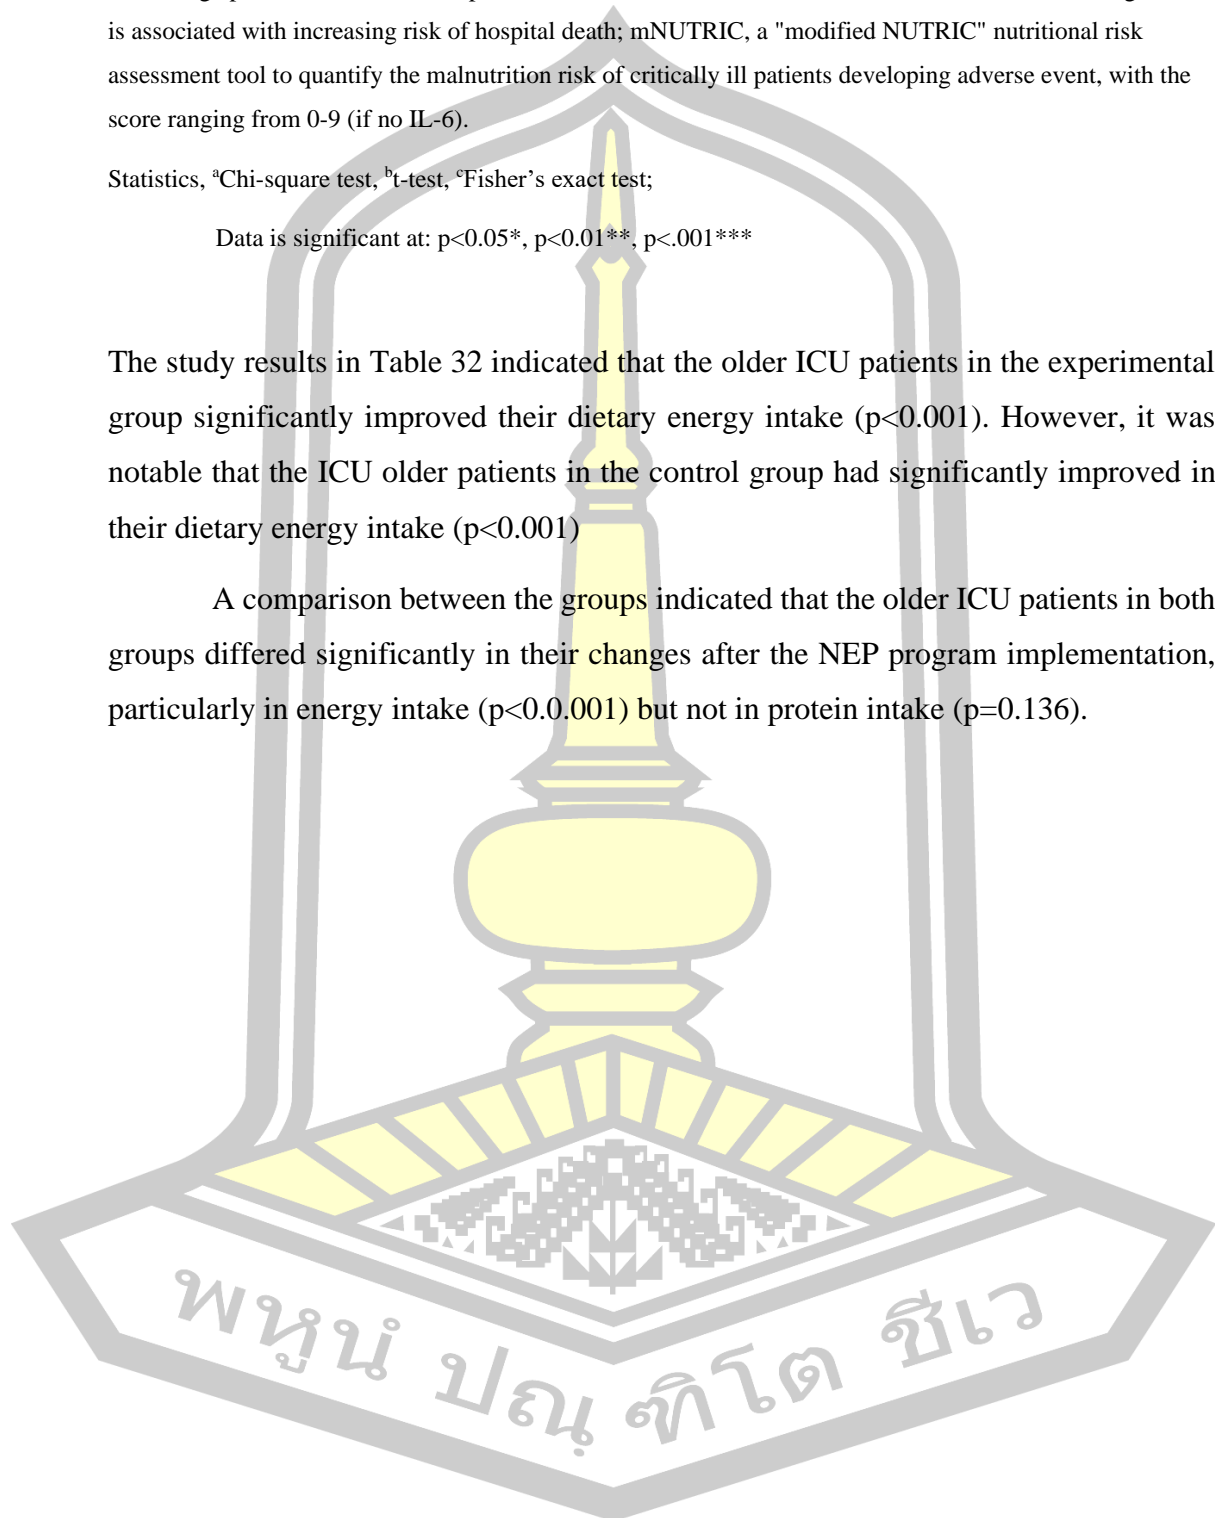 is associated with increasing risk of hospital death; mNUTRIC, a "modified NUTRIC" nutritional risk
assessment tool to quantify the malnutrition risk of critically ill patients developing adverse event, with the
score ranging from 0-9 (if no IL-6).
Statistics, ᵃChi-square test, ᵇt-test, ᶜFisher's exact test;
Data is significant at: p<0.05*, p<0.01**, p<.001***
The study results in Table 32 indicated that the older ICU patients in the experimental
group significantly improved their dietary energy intake (p<0.001). However, it was
notable that the ICU older patients in the control group had significantly improved in
their dietary energy intake (p<0.001)
A comparison between the groups indicated that the older ICU patients in both
groups differed significantly in their changes after the NEP program implementation,
particularly in energy intake (p<0.0.001) but not in protein intake (p=0.136).
พหูนํ ปณฺฑิโต ชีเว